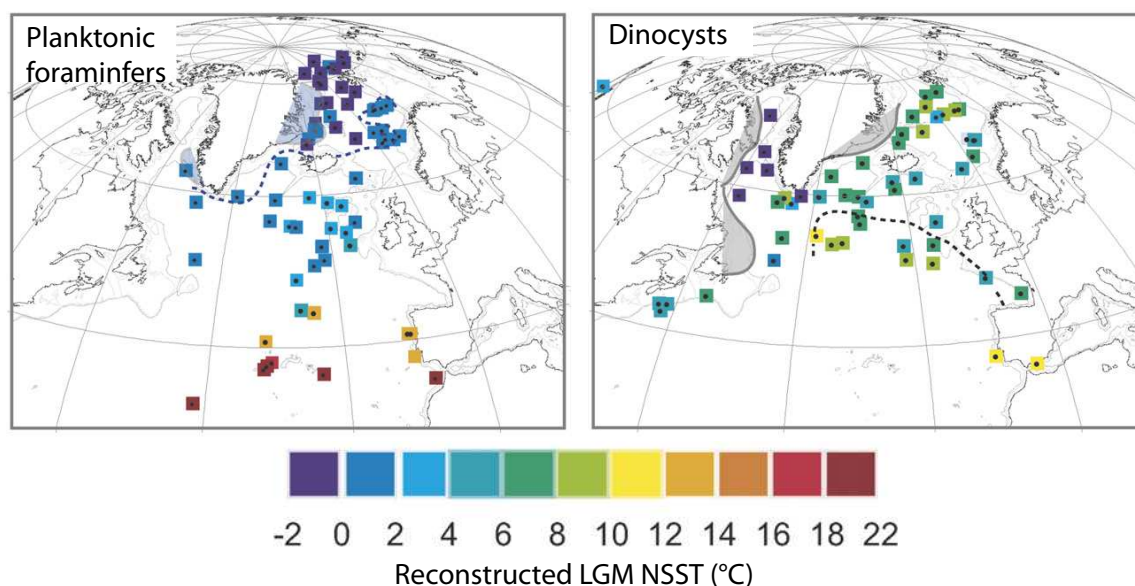 Planktonic
foraminfers
Dinocysts
-2 0 2 4 6 8 10 12 14 16 18 22
Reconstructed LGM NSST (°C)